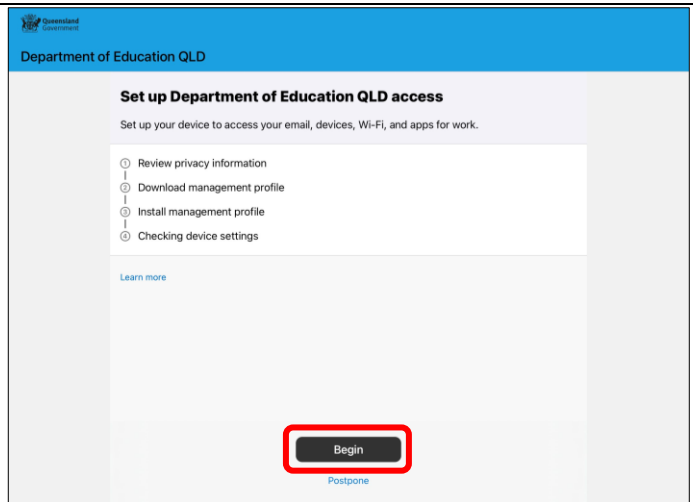 Queensland
Government
Department of Education QLD
Set up Department of Education QLD access
Set up your device to access your email, devices, Wi-Fi, and apps for work.
1 Review privacy information
2 Download management profile
3 Install management profile
4 Checking device settings
Learn more
Begin
Postpone